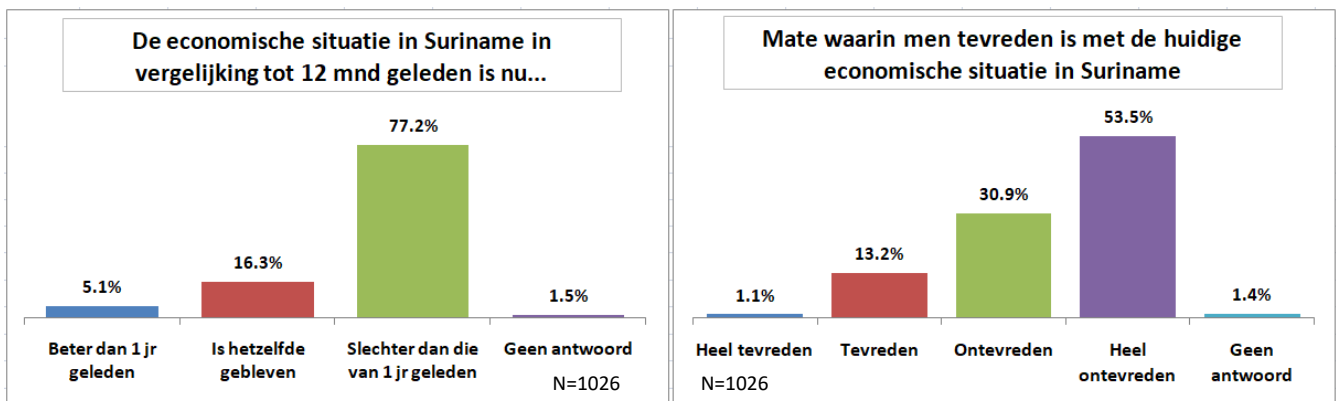 De economische situatie in Suriname in
vergelijking tot 12 mnd geleden is nu...
77.2%
16.3%
5.1%
1.5%
Beter dan 1 jr
geleden
Is hetzelfde
gebleven
Slechter dan die
van 1 jr geleden
Geen antwoord
N=1026
Mate waarin men tevreden is met de huidige
economische situatie in Suriname
53.5%
30.9%
13.2%
1.1%
1.4%
Heel tevreden
Tevreden
Ontevreden
Heel
ontevreden
Geen
antwoord
N=1026